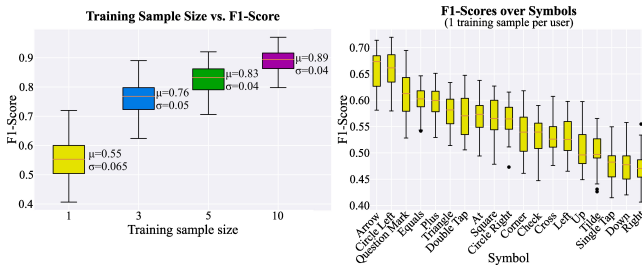 Training Sample Size vs. F1-Score
F1-Score
0.9
0.8
0.7
0.6
0.5
0.4
μ=0.55
σ=0.065
μ=0.76
σ=0.05
μ=0.83
σ=0.04
μ=0.89
σ=0.04
1
3
5
10
Training sample size
F1-Scores over Symbols
(1 training sample per user)
F1-Score
0.70
0.65
0.60
0.55
0.50
0.45
0.40
Arrow
Circle Left
Question Mark
Equals
Plus
Triangle
Double Tap
At
Square
Circle Right
Corner
Check
Cross
Left
Up
Tilde
Single Tap
Down
Right
Symbol